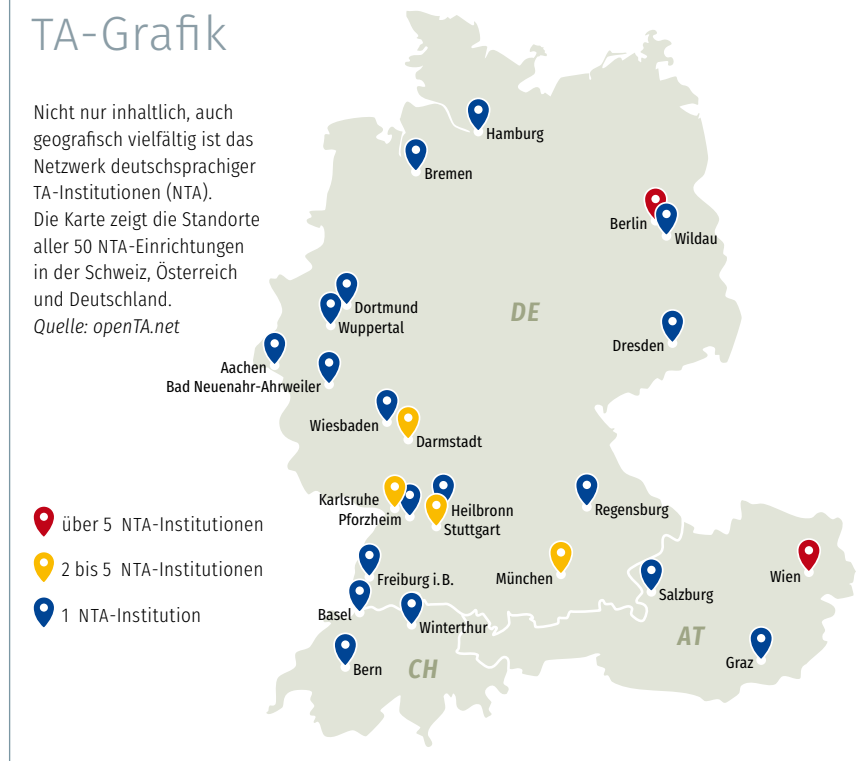 TA-Grafik
Nicht nur inhaltlich, auch
geografisch vielfältig ist das
Netzwerk deutschsprachiger
TA-Institutionen (NTA).
Die Karte zeigt die Standorte
aller 50 NTA-Einrichtungen
in der Schweiz, Österreich
und Deutschland.
Quelle: openTA.net
über 5 NTA-Institutionen
2 bis 5 NTA-Institutionen
1 NTA-Institution
Hamburg
Bremen
Berlin
Wildau
DE
Dortmund
Wuppertal
Dresden
Aachen
Bad Neuenahr-Ahrweiler
Wiesbaden
Darmstadt
Karlsruhe
Pforzheim
Heilbronn
Stuttgart
Regensburg
Freiburg i. B.
München
Salzburg
Wien
Basel
Winterthur
Bern
CH
AT
Graz